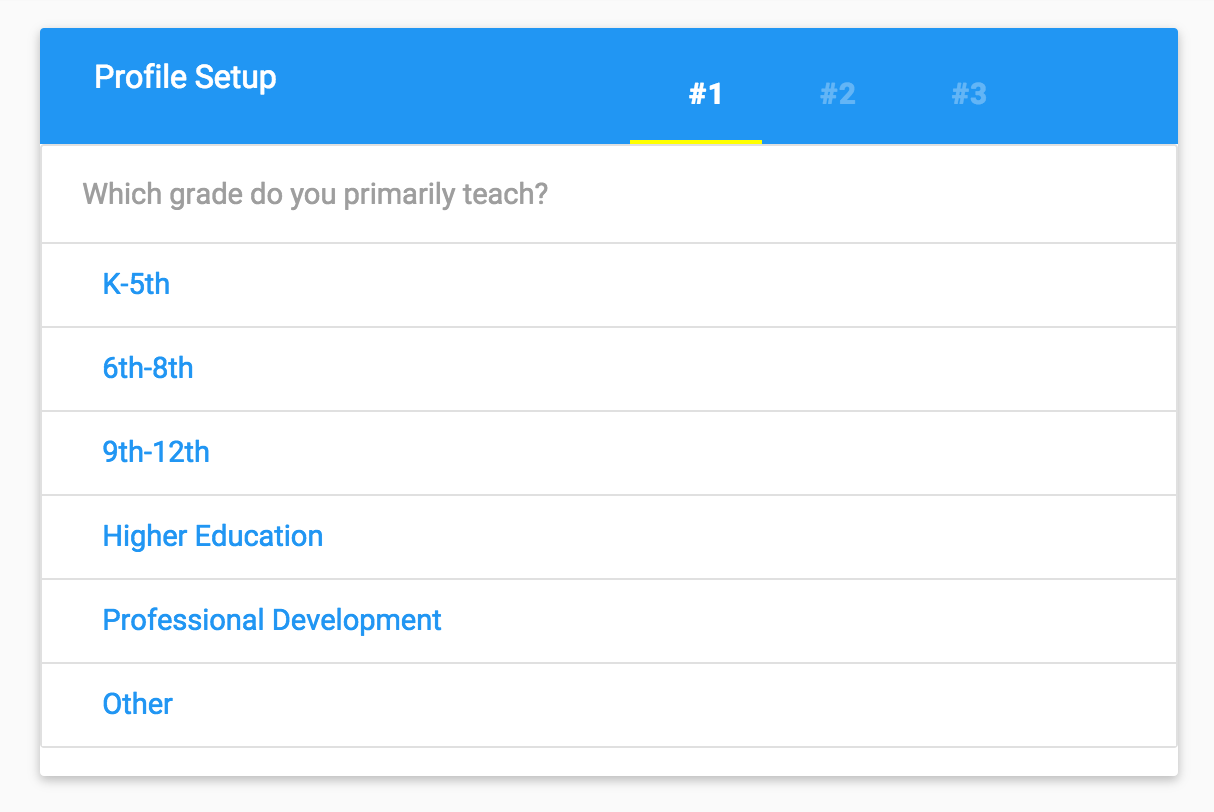 Profile Setup
#1 #2 #3
Which grade do you primarily teach?
K-5th
6th-8th
9th-12th
Higher Education
Professional Development
Other